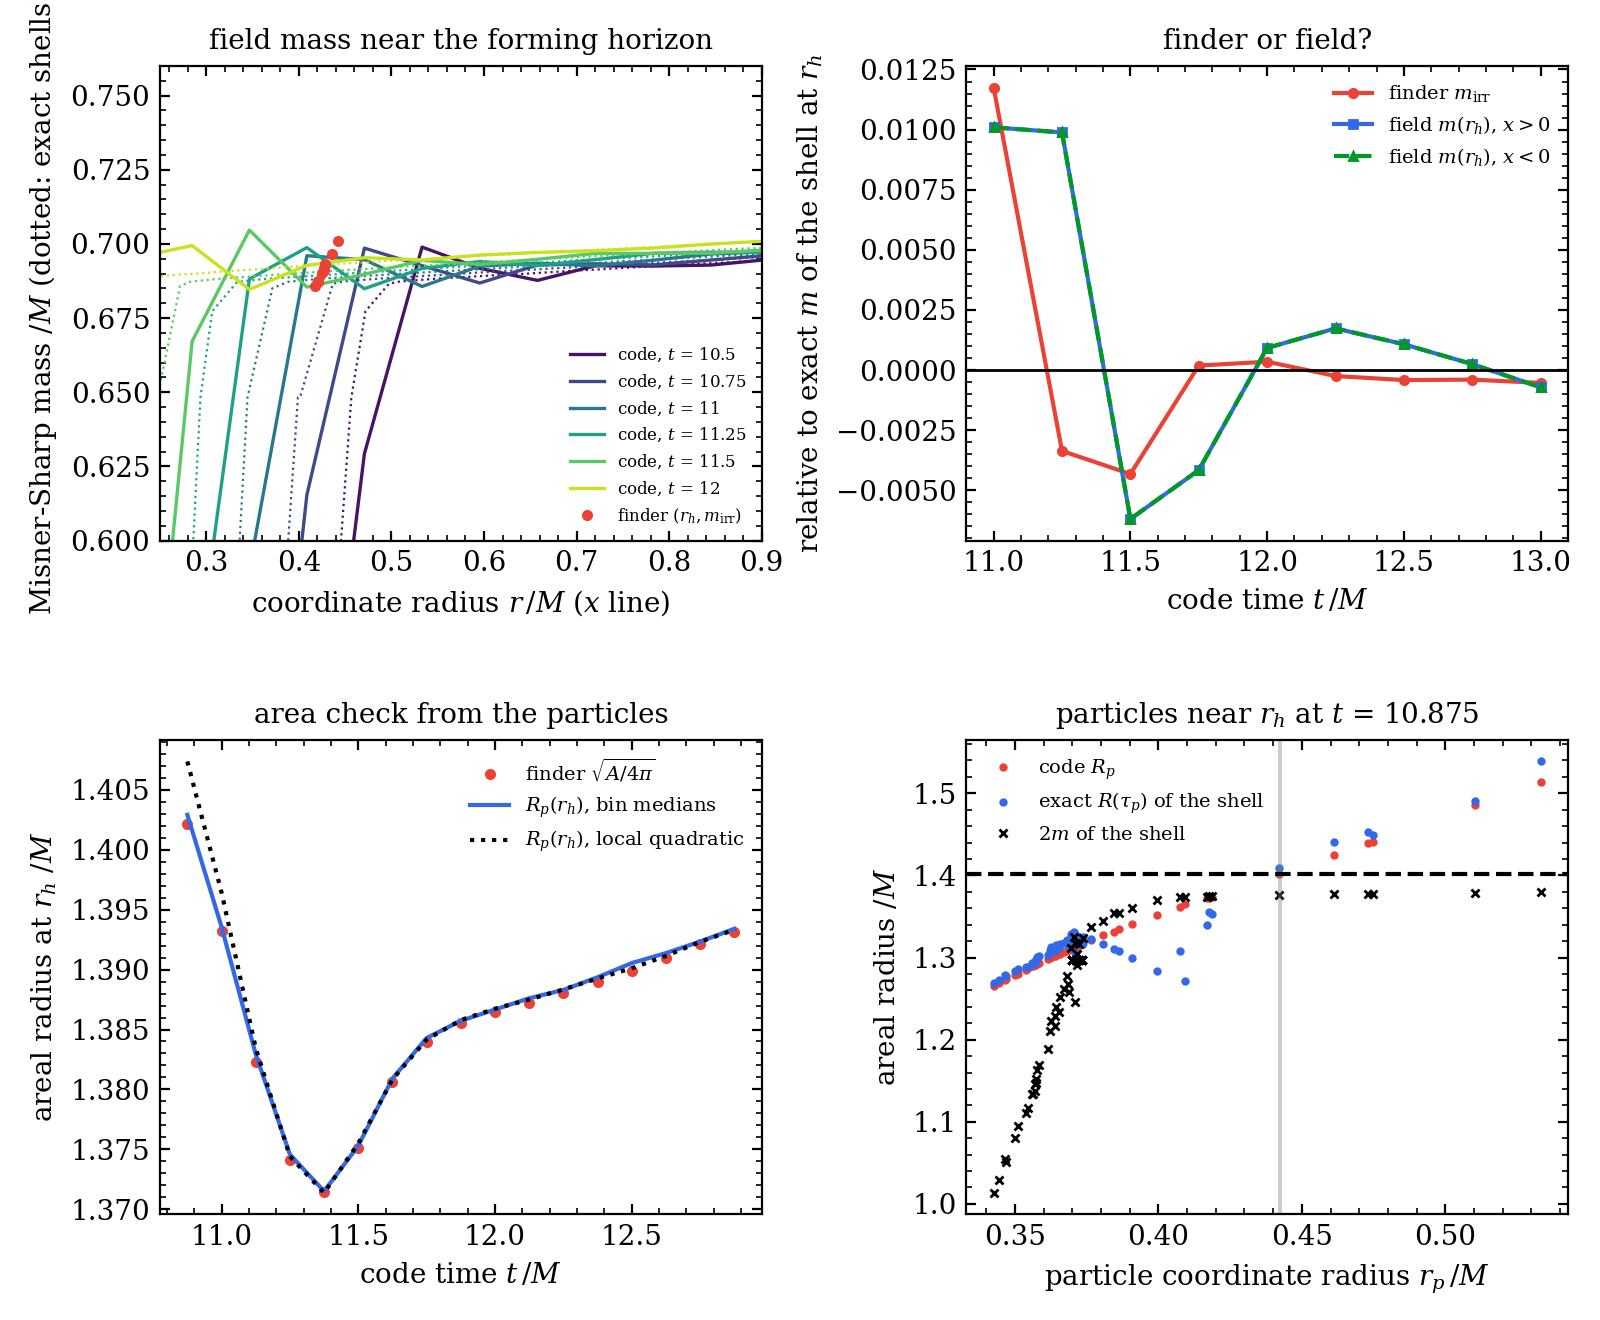 field mass near the forming horizon
Misner-Sharp mass /M (dotted: exact shells
0.750
0.725
0.700
0.675
0.650
0.625
0.600
0.3 0.4 0.5 0.6 0.7 0.8 0.9
coordinate radius r/M (x line)
code, t = 10.5
code, t = 10.75
code, t = 11
code, t = 11.25
code, t = 11.5
code, t = 12
finder (r_h, m_irr)
finder or field?
relative to exact m of the shell at r_h
0.0125
0.0100
0.0075
0.0050
0.0025
0.0000
−0.0025
−0.0050
11.0 11.5 12.0 12.5 13.0
code time t/M
finder m_irr
field m(r_h), x > 0
field m(r_h), x < 0
area check from the particles
areal radius at r_h /M
1.405
1.400
1.395
1.390
1.385
1.380
1.375
1.370
11.0 11.5 12.0 12.5
code time t/M
finder √A/4π
R_p(r_h), bin medians
R_p(r_h), local quadratic
particles near r_h at t = 10.875
areal radius /M
1.5
1.4
1.3
1.2
1.1
1.0
0.35 0.40 0.45 0.50
particle coordinate radius r_p/M
code R_p
exact R(τ_p) of the shell
2m of the shell